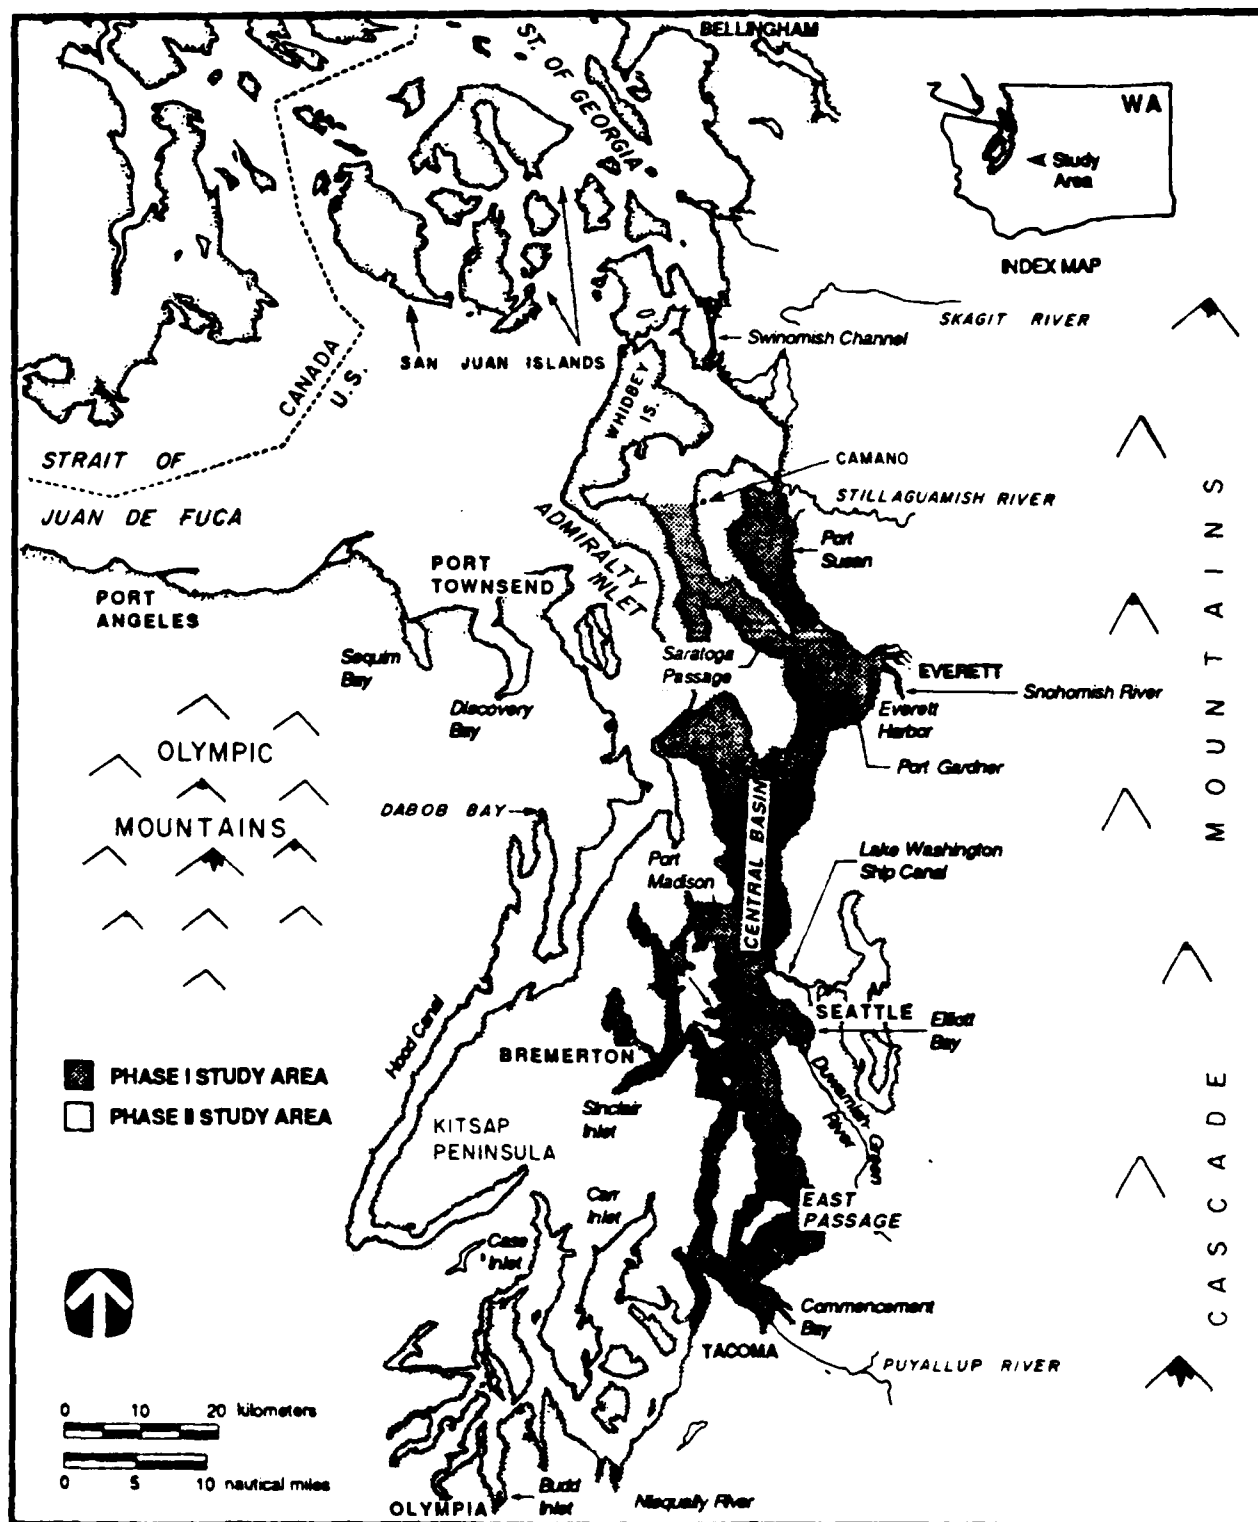 BELLINGHAM
ST. OF GEORGIA
WA
Study
Area
INDEX MAP
SKAGIT RIVER
Swinomish Channel
SAN JUAN ISLANDS
CANADA
U.S.
WHIDBEY
IS.
STRAIT OF
JUAN DE FUCA
CAMANO
STILLAGUAMISH RIVER
ADMIRALTY
INLET
Port
Susan
PORT
TOWNSEND
PORT
ANGELES
Sequim
Bay
Discovery
Bay
Saratoga
Passage
EVERETT
Snohomish River
Everett
Harbor
Port Gardner
OLYMPIC
MOUNTAINS
DABOB BAY
CENTRAL BASIN
Port
Madison
Lake Washington
Ship Canal
SEATTLE
Elliott
Bay
Hood Canal
BREMERTON
Duwamish
River
Green
PHASE I STUDY AREA
PHASE II STUDY AREA
Sinclair
Inlet
KITSAP
PENINSULA
EAST
PASSAGE
Carr
Inlet
Case
Inlet
Commencement
Bay
TACOMA
PUYALLUP RIVER
CASCADE MOUNTAINS
0 10 20 kilometers
0 5 10 nautical miles
Budd
Inlet
OLYMPIA
Nisqually River